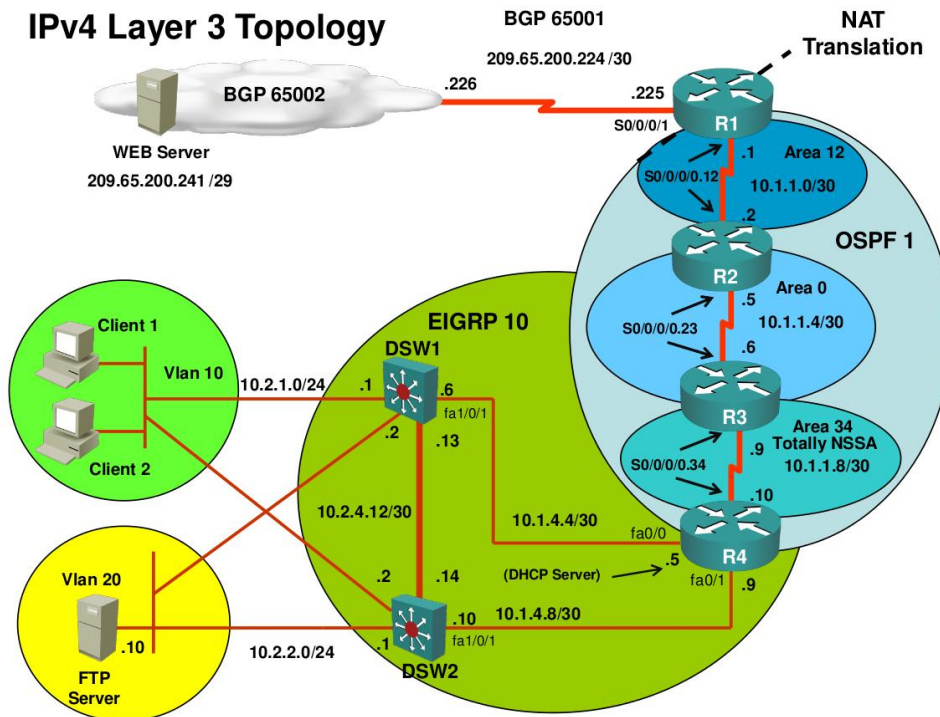 IPv4 Layer 3 Topology
BGP 65001
NAT
Translation
209.65.200.224 /30
.226
BGP 65002
.225
S0/0/0/1
R1
WEB Server
209.65.200.241 /29
.1
Area 12
S0/0/0/0.12
10.1.1.0/30
.2
R2
OSPF 1
.5
Area 0
S0/0/0/0.23
10.1.1.4/30
.6
R3
Area 34
Totally NSSA
.9
10.1.1.8/30
S0/0/0/0.34
.10
R4
EIGRP 10
Client 1
DSW1
Vlan 10
10.2.1.0/24
.1
.6
fa1/0/1
.2
.13
Client 2
10.2.4.12/30
10.1.4.4/30
fa0/0
.5
(DHCP Server)
fa0/1
.9
Vlan 20
.2
.14
.10
10.1.4.8/30
fa1/0/1
.10
.1
10.2.2.0/24
FTP
Server
DSW2